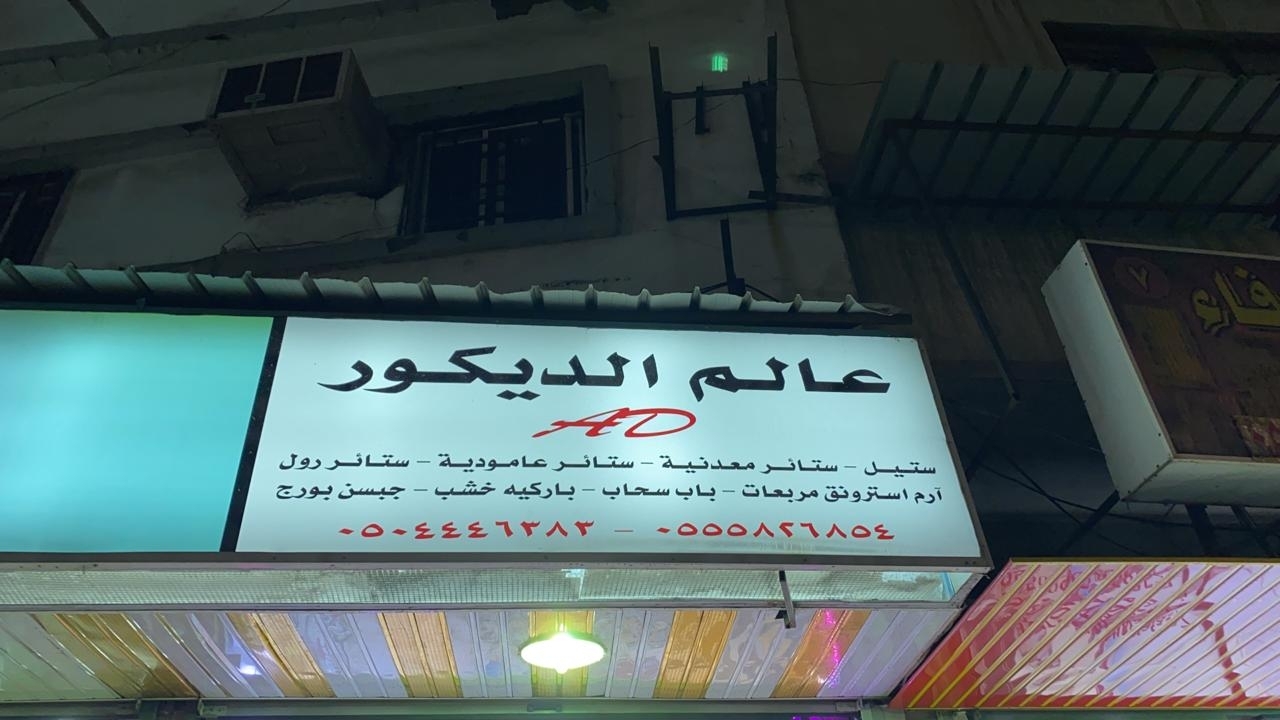 عالم الديكور
AD
ستيل - ستائر معدنية - ستائر عامودية - ستائر رول
آرم استرونق مربعات - باب سحاب - باركيه خشب - جبسن بورج
٠٥٥٥٨٢٦٨٥٤ - ٠٥٠٤٤٤٦٣٨٣
٧